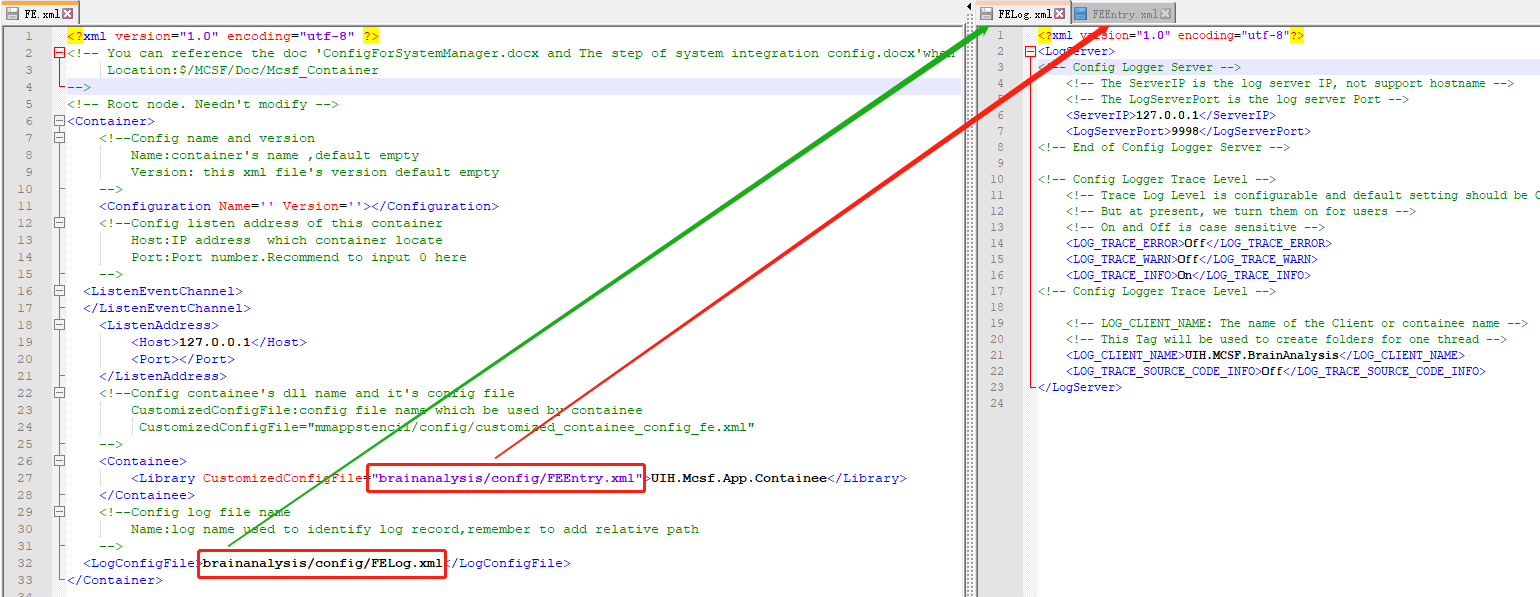 FE.xml
1 <?xml version="1.0" encoding="utf-8" ?>
2 <!-- You can reference the doc 'ConfigForSystemManager.docx and The step of system integration config.docx'when
3 Location:$/MCSF/Doc/Mcsf_Container
4 -->
5 <!-- Root node. Needn't modify -->
6 <Container>
7 <!--Config name and version
8 Name:container's name ,default empty
9 Version: this xml file's version default empty
10 -->
11 <Configuration Name='' Version=''></Configuration>
12 <!--Config listen address of this container
13 Host:IP address  which container locate
14 Port:Port number.Recommend to input 0 here
15 -->
16 <ListenEventChannel>
17 </ListenEventChannel>
18 <ListenAddress>
19 <Host>127.0.0.1</Host>
20 <Port></Port>
21 </ListenAddress>
22 <!--Config containee's dll name and it's config file
23 CustomizedConfigFile:config file name which be used by containee
24 CustomizedConfigFile="mmappstencil/config/customized_containee_config_fe.xml"
25 -->
26 <Containee>
27 <Library CustomizedConfigFile="brainanalysis/config/FEEntry.xml">UIH.Mcsf.App.Containee</Library>
28 </Containee>
29 <!--Config log file name
30 Name:log name used to identify log record,remember to add relative path
31 -->
32 <LogConfigFile>brainanalysis/config/FELog.xml</LogConfigFile>
33 </Container>
34
FELog.xml FEEntry.xml
1 <?xml version="1.0" encoding="utf-8"?>
2 <LogServer>
3 <!-- Config Logger Server -->
4 <!-- The ServerIP is the log server IP, not support hostname -->
5 <!-- The LogServerPort is the log server Port -->
6 <ServerIP>127.0.0.1</ServerIP>
7 <LogServerPort>9998</LogServerPort>
8 <!-- End of Config Logger Server -->
9
10 <!-- Config Logger Trace Level -->
11 <!-- Trace Log Level is configurable and default setting should be
12 <!-- But at present, we turn them on for users -->
13 <!-- On and Off is case sensitive -->
14 <LOG_TRACE_ERROR>Off</LOG_TRACE_ERROR>
15 <LOG_TRACE_WARN>Off</LOG_TRACE_WARN>
16 <LOG_TRACE_INFO>On</LOG_TRACE_INFO>
17 <!-- Config Logger Trace Level -->
18
19 <!-- LOG_CLIENT_NAME: The name of the Client or containee name -->
20 <!-- This Tag will be used to create folders for one thread -->
21 <LOG_CLIENT_NAME>UIH.MCSF.BrainAnalysis</LOG_CLIENT_NAME>
22 <LOG_TRACE_SOURCE_CODE_INFO>Off</LOG_TRACE_SOURCE_CODE_INFO>
23 </LogServer>
24